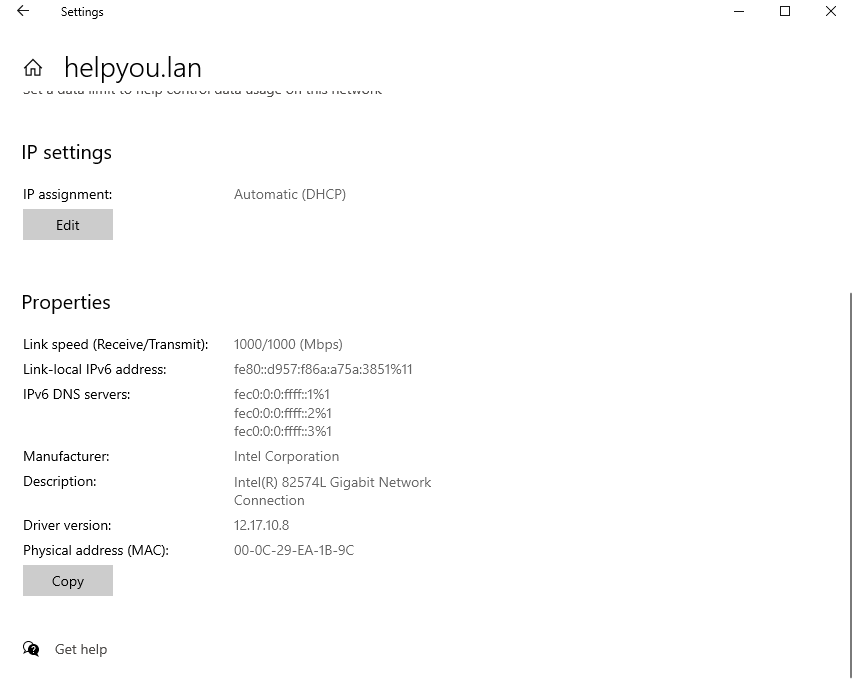 Settings
helpyou.lan
Set a data limit to help control data usage on this network
IP settings
IP assignment: Automatic (DHCP)
Edit
Properties
Link speed (Receive/Transmit): 1000/1000 (Mbps)
Link-local IPv6 address: fe80::d957:f86a:a75a:3851%11
IPv6 DNS servers: fec0:0:0:ffff::1%1
fec0:0:0:ffff::2%1
fec0:0:0:ffff::3%1
Manufacturer: Intel Corporation
Description: Intel(R) 82574L Gigabit Network
Connection
Driver version: 12.17.10.8
Physical address (MAC): 00-0C-29-EA-1B-9C
Copy
Get help